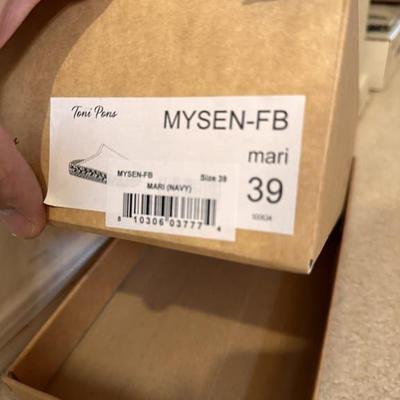 Toni Pons
MYSEN-FB
mari
39
MYSEN-FB Size 39
MARI (NAVY)
8 10306 03777 4